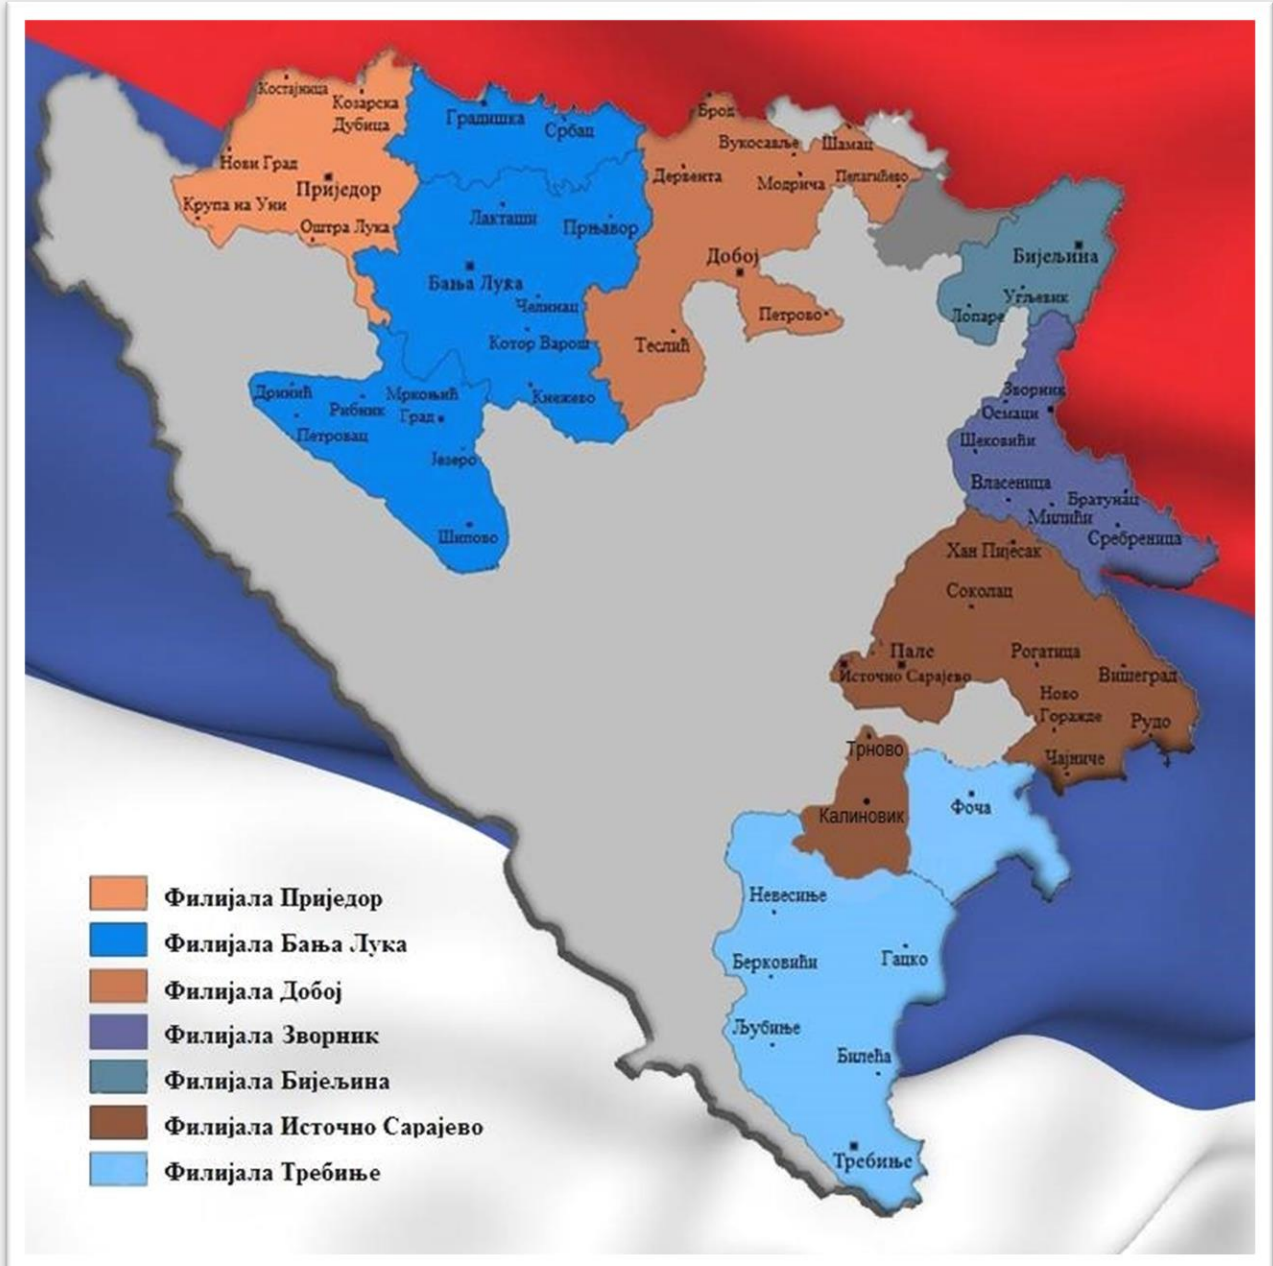 Костајница
Козарска
Дубица
Нови Град
Приједор
Крупа на Уни
Оштра Лука
Градишка
Србац
Лакташи
Прњавор
Бања Лука
Челинац
Котор Варош
Кнежево
Дринић
Рибник
Петровац
Мркоњић
Град
Језеро
Шипово
Брод
Вукосавље
Шамац
Дервента
Модрича
Пелагићево
Добој
Петрово
Теслић
Бијељина
Угљевик
Лопаре
Зворник
Осмаци
Шековићи
Власеница
Братунац
Милићи
Сребреница
Хан Пијесак
Соколац
Пале
Источно Сарајево
Рогатица
Вишеград
Ново
Горажде
Рудо
Чајниче
Трново
Калиновик
Фоча
Невесиње
Берковићи
Гацко
Љубиње
Билећа
Требиње
Филијала Приједор
Филијала Бања Лука
Филијала Добој
Филијала Зворник
Филијала Бијељина
Филијала Источно Сарајево
Филијала Требиње